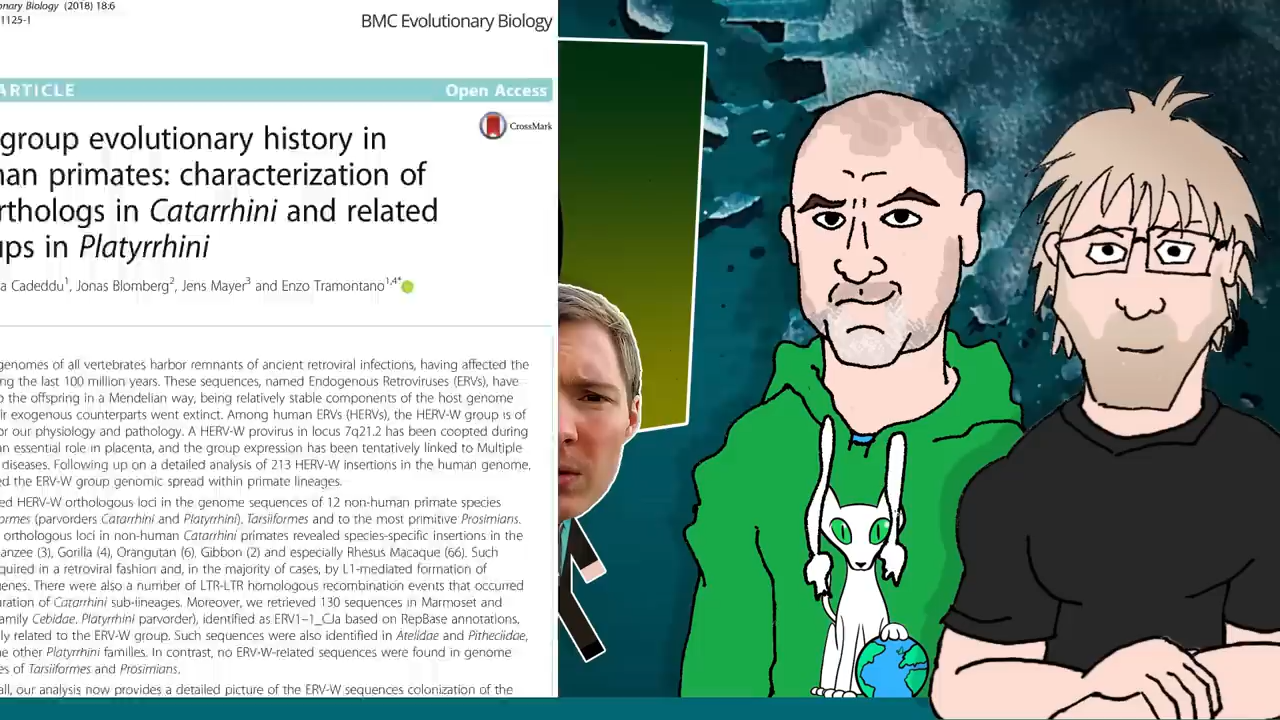 onary Biology (2018) 18:6
1125-1
BMC Evolutionary Biology
ARTICLE
Open Access
CrossMark
group evolutionary history in
an primates: characterization of
rthologs in Catarrhini and related
ups in Platyrrhini
a Cadeddu1, Jonas Blomberg2, Jens Mayer3 and Enzo Tramontano1,4*
genomes of all vertebrates harbor remnants of ancient retroviral infections, having affected the
ng the last 100 million years. These sequences, named Endogenous Retroviruses (ERVs), have
o the offspring in a Mendelian way, being relatively stable components of the host genome
ir exogenous counterparts went extinct. Among human ERVs (HERVs), the HERV-W group is of
or our physiology and pathology. A HERV-W provirus in locus 7q21.2 has been coopted during
an essential role in placenta, and the group expression has been tentatively linked to Multiple
diseases. Following up on a detailed analysis of 213 HERV-W insertions in the human genome,
ed the ERV-W group genomic spread within primate lineages.
ed HERV-W orthologous loci in the genome sequences of 12 non-human primate species
ormes (parvorders Catarrhini and Platyrrhini), Tarsiiformes and to the most primitive Prosimians.
orthologous loci in non-human Catarrhini primates revealed species-specific insertions in the
anzee (3), Gorilla (4), Orangutan (6), Gibbon (2) and especially Rhesus Macaque (66). Such
quired in a retroviral fashion and, in the majority of cases, by L1-mediated formation of
genes. There were also a number of LTR-LTR homologous recombination events that occurred
aration of Catarrhini sub-lineages. Moreover, we retrieved 130 sequences in Marmoset and
amily Cebidae, Platyrrhini parvorder), identified as ERV1–1_CJa based on RepBase annotations,
ly related to the ERV-W group. Such sequences were also identified in Atelidae and Pitheciidae,
e other Platyrrhini families. In contrast, no ERV-W-related sequences were found in genome
es of Tarsiiformes and Prosimians.
all, our analysis now provides a detailed picture of the ERV-W sequences colonization of the